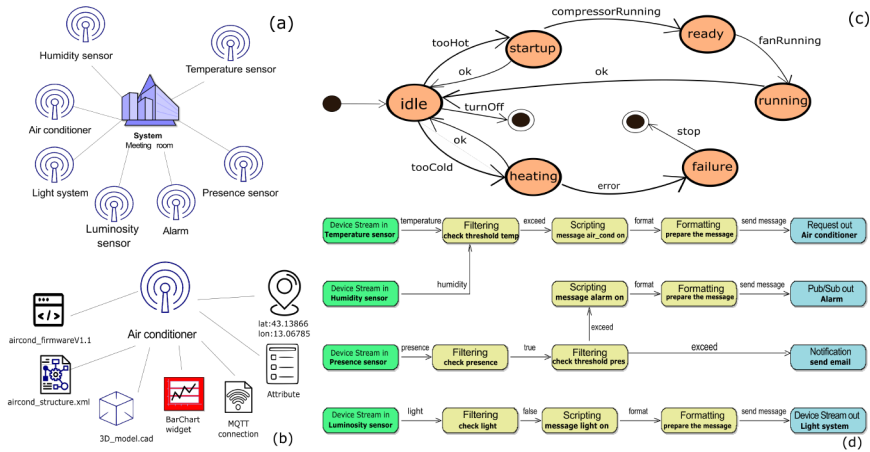 (a)
Humidity sensor
Temperature sensor
Air conditioner
System
Meeting room
Light system
Presence sensor
Luminosity
sensor
Alarm
Air conditioner
aircond_firmwareV1.1
lat:43.13866
lon:13.06785
aircond_structure.xml
3D_model.cad
BarChart
widget
MQTT
connection
Attribute
(b)
(c)
idle
tooHot
startup
ok
compressorRunning
ready
fanRunning
running
ok
turnOff
tooCold
ok
heating
error
failure
stop
Device Stream in
Temperature sensor
temperature
Filtering
check threshold temp
exceed
Scripting
message air_cond on
format
Formatting
prepare the message
send message
Request out
Air conditioner
Device Stream in
Humidity sensor
humidity
Scripting
message alarm on
format
Formatting
prepare the message
send message
Pub/Sub out
Alarm
exceed
Device Stream in
Presence sensor
presence
Filtering
check presence
true
Filtering
check threshold pres
exceed
Notification
send email
Device Stream in
Luminosity sensor
light
Filtering
check light
false
Scripting
message light on
format
Formatting
prepare the message
send message
Device Stream out
Light system
(d)